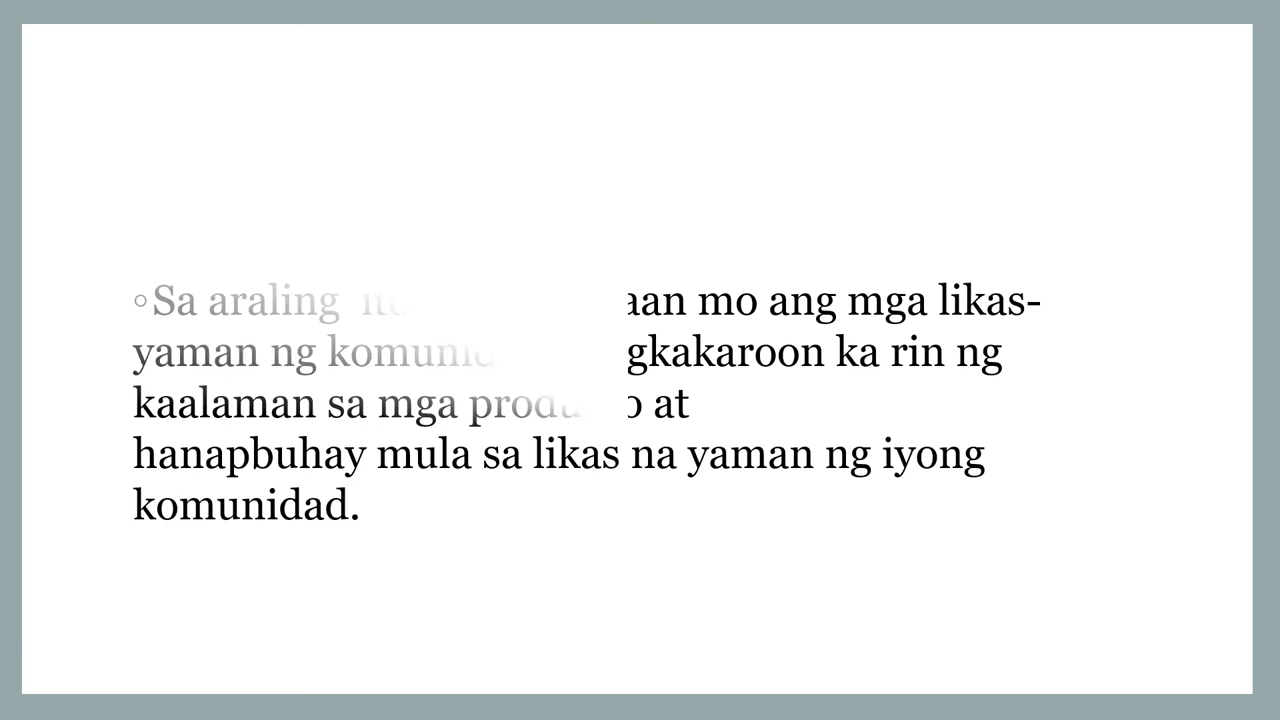 ◦Sa araling ito mo ang mga likas-
yaman ng ka rin ng
kaalaman sa mga at
hanapbuhay mula sa likas na yaman ng iyong
komunidad.